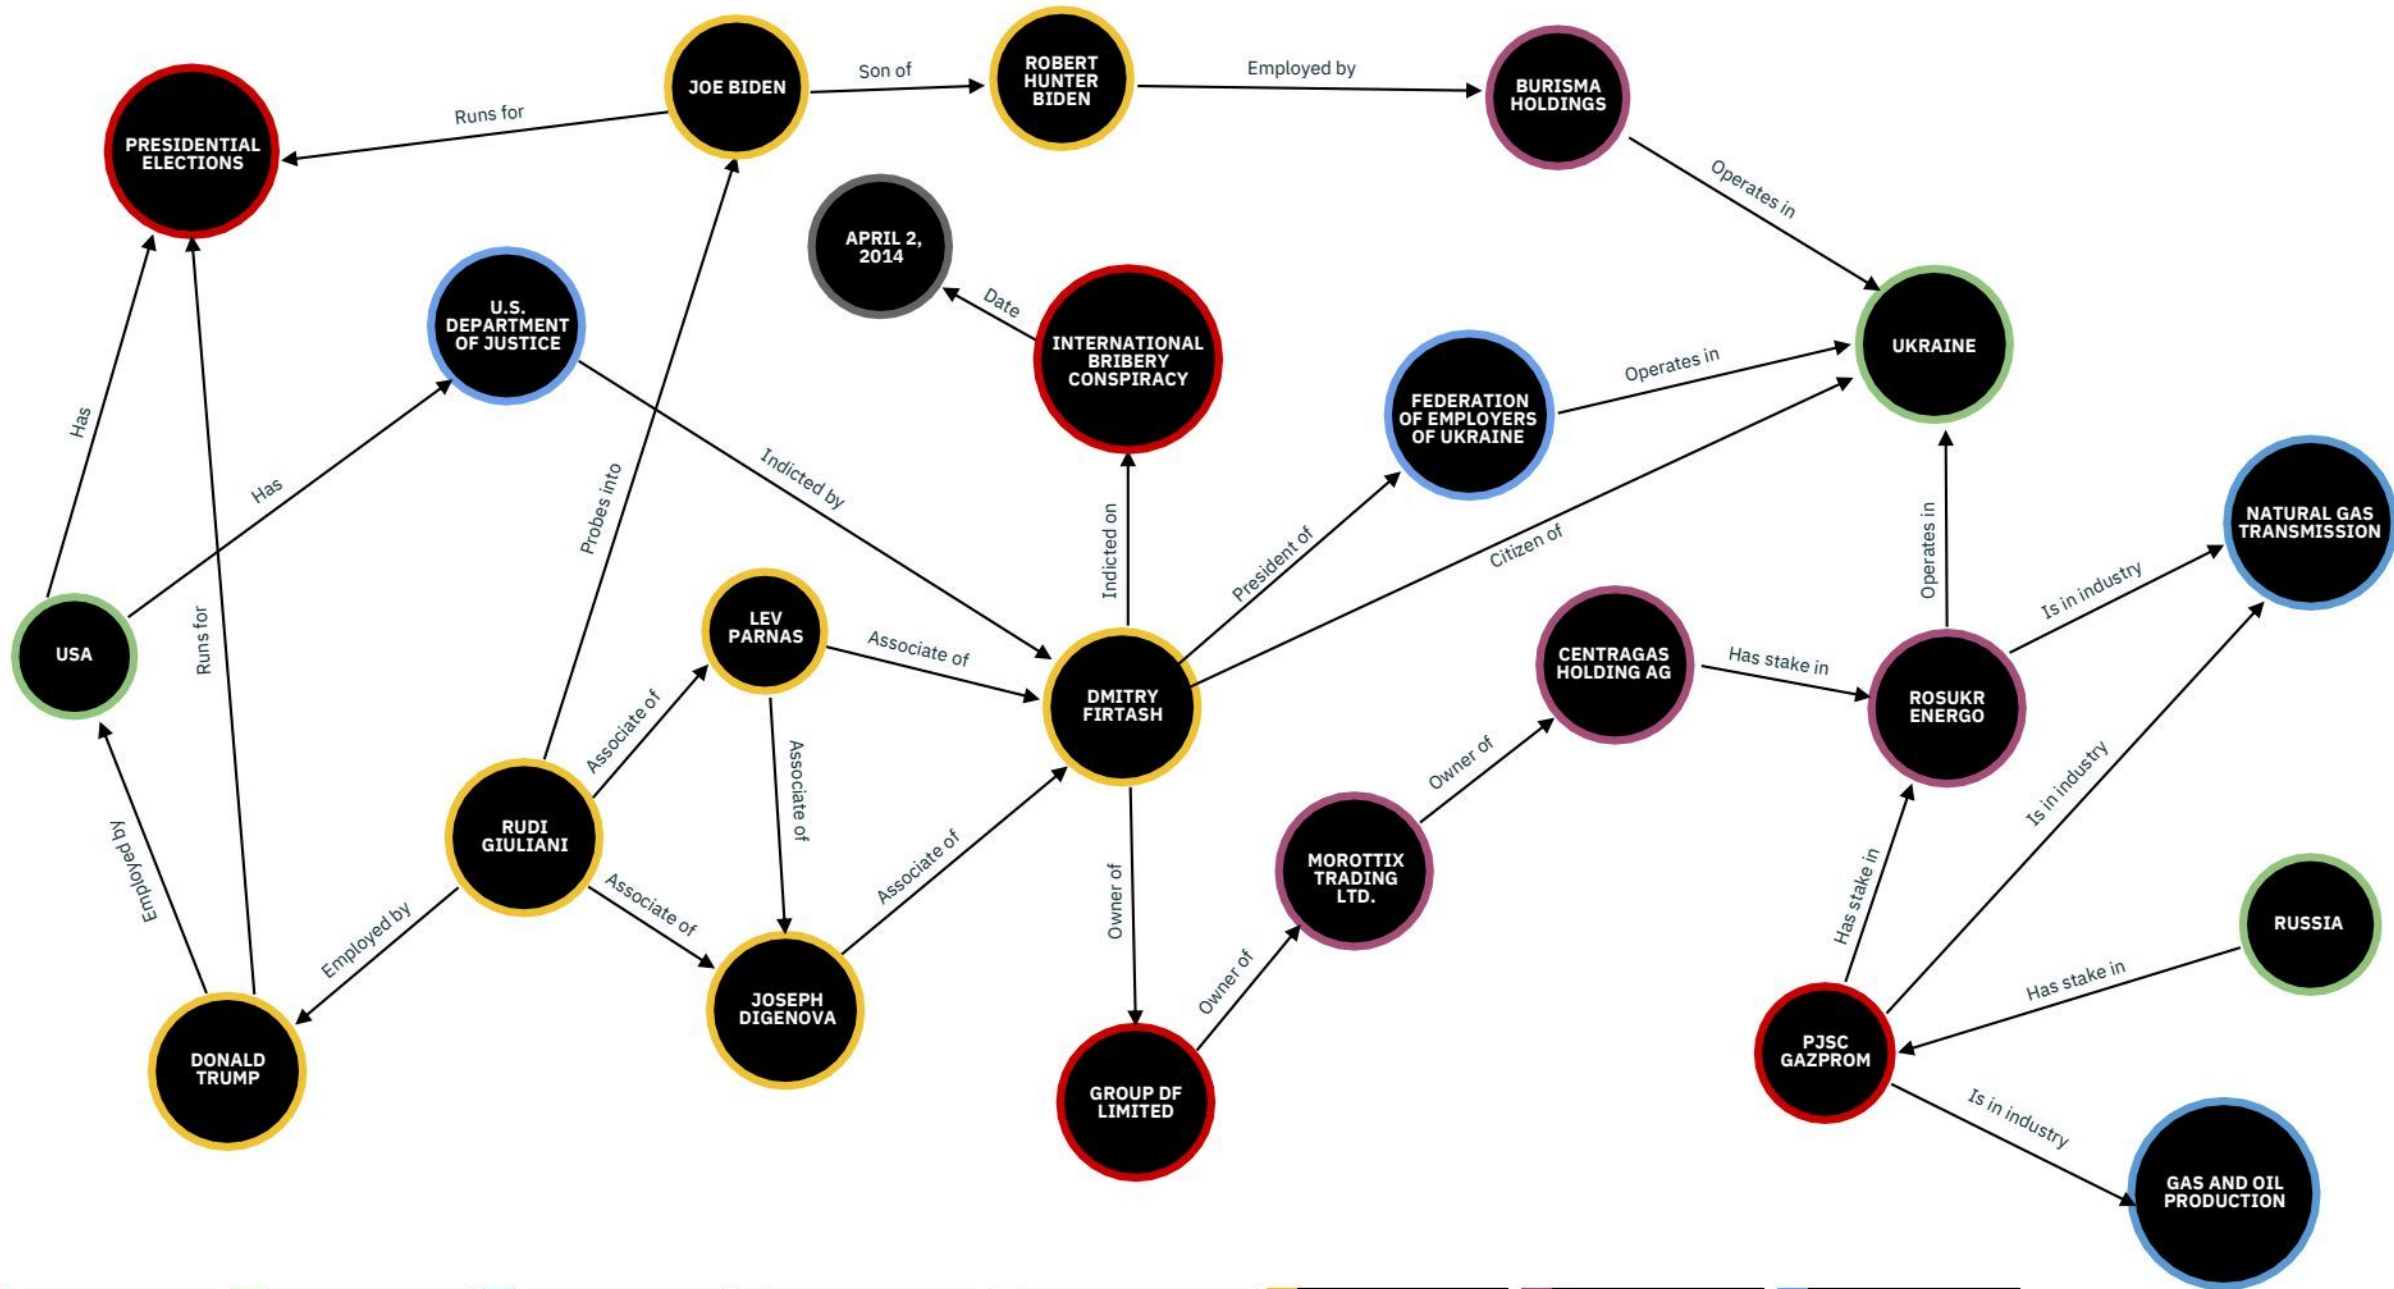 JOE BIDEN
Son of
ROBERT
HUNTER
BIDEN
Employed by
BURISMA
HOLDINGS
Runs for
PRESIDENTIAL
ELECTIONS
Operates in
APRIL 2,
2014
Date
U.S.
DEPARTMENT
OF JUSTICE
INTERNATIONAL
BRIBERY
CONSPIRACY
UKRAINE
Operates in
FEDERATION
OF EMPLOYERS
OF UKRAINE
Has
Has
Indicted by
Probes into
Indicted on
President of
Citizen of
Operates in
NATURAL GAS
TRANSMISSION
Is in industry
USA
Runs for
LEV
PARNAS
Associate of
DMITRY
FIRTASH
CENTRAGAS
HOLDING AG
Has stake in
ROSUKR
ENERGO
Associate of
Associate of
Owner of
Is in industry
Employed by
RUDI
GIULIANI
Associate of
Associate of
Owner of
MOROTTIX
TRADING
LTD.
Has stake in
RUSSIA
Employed by
Owner of
Has stake in
JOSEPH
DIGENOVA
DONALD
TRUMP
GROUP DF
LIMITED
PJSC
GAZPROM
Is in industry
GAS AND OIL
PRODUCTION